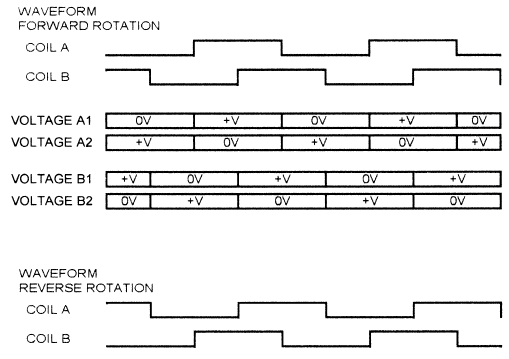 WAVEFORM
FORWARD ROTATION
COIL A
COIL B
VOLTAGE A1 0V +V 0V +V 0V
VOLTAGE A2 +V 0V +V 0V +V
VOLTAGE B1 +V 0V +V 0V +V
VOLTAGE B2 0V +V 0V +V 0V
WAVEFORM
REVERSE ROTATION
COIL A
COIL B